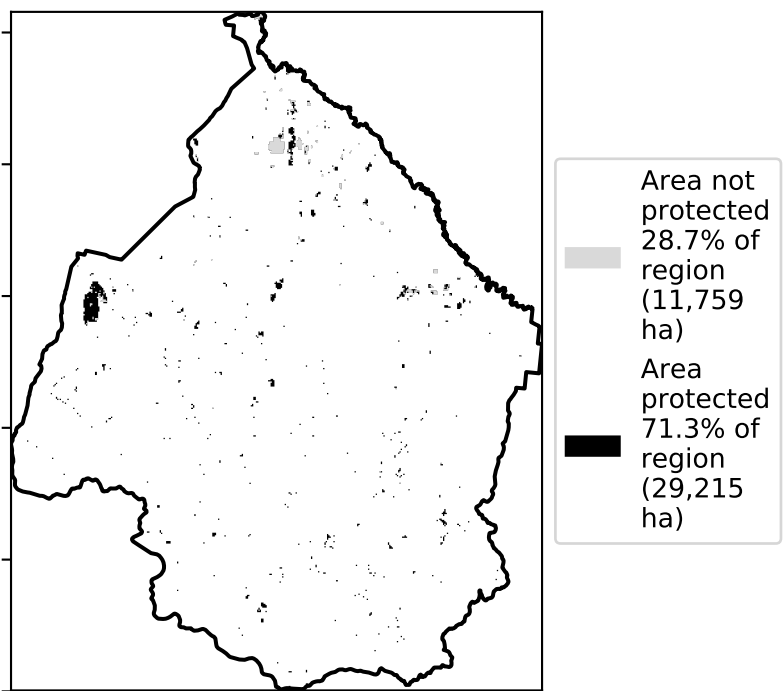 Area not
protected
28.7% of
region
(11,759
ha)
Area
protected
71.3% of
region
(29,215
ha)